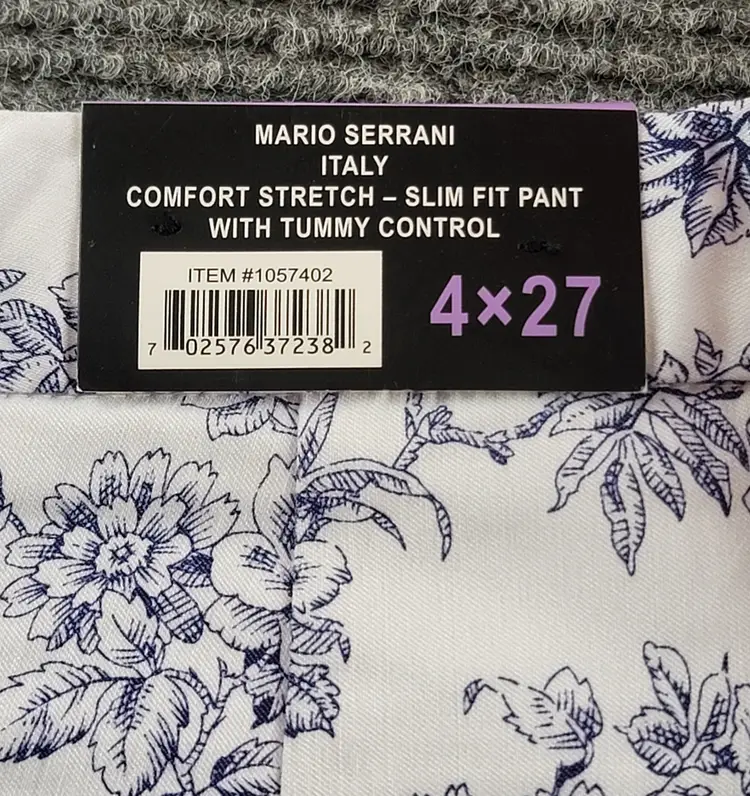 MARIO SERRANI
ITALY
COMFORT STRETCH – SLIM FIT PANT
WITH TUMMY CONTROL
ITEM #1057402
7 02576 37238 2
4×27